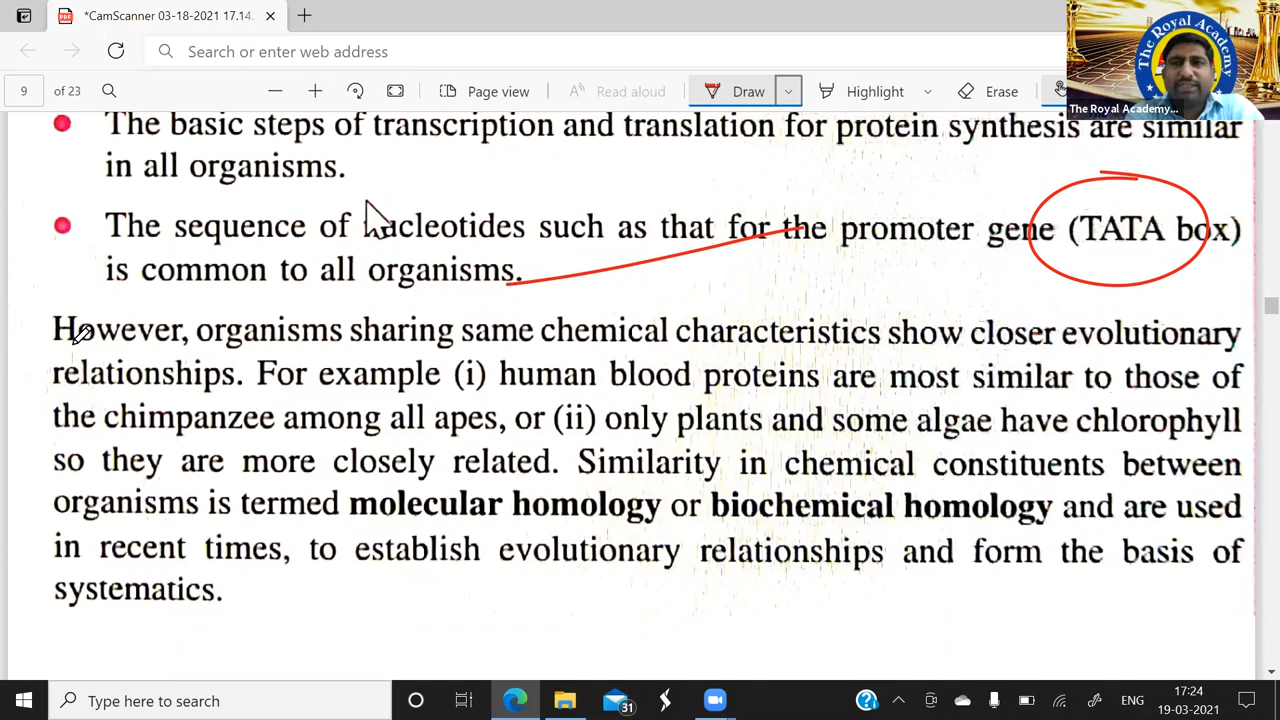 *CamScanner 03-18-2021 17.14.
Search or enter web address
9 of 23
Page view
Read aloud
Draw
Highlight
Erase
The Royal Academy
The Royal Academy...
The basic steps of transcription and translation for protein synthesis are similar
in all organisms.
The sequence of nucleotides such as that for the promoter gene (TATA box)
is common to all organisms.
However, organisms sharing same chemical characteristics show closer evolutionary
relationships. For example (i) human blood proteins are most similar to those of
the chimpanzee among all apes, or (ii) only plants and some algae have chlorophyll
so they are more closely related. Similarity in chemical constituents between
organisms is termed molecular homology or biochemical homology and are used
in recent times, to establish evolutionary relationships and form the basis of
systematics.
Type here to search
31
ENG
17:24
19-03-2021